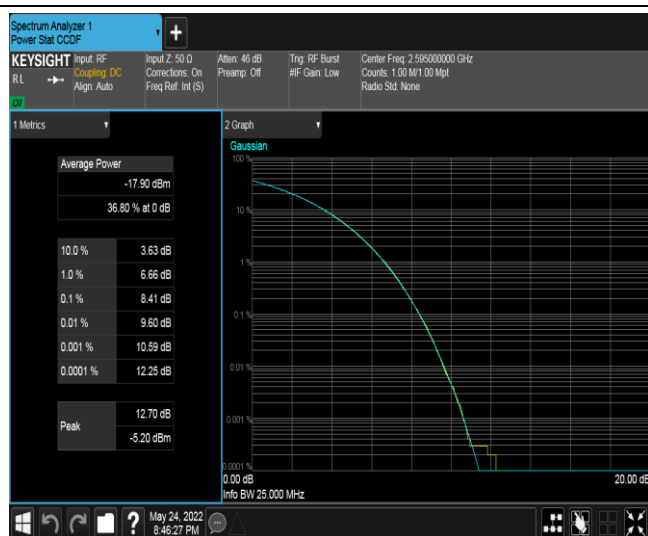 Spectrum Analyzer 1
Power Stat CCDF
+
KEYSIGHT
RL
LXI
Input: RF
Coupling: DC
Align: Auto
Input Z: 50 Ω
Corrections: On
Freq Ref: Int (S)
Atten: 46 dB
Preamp: Off
Trig: RF Burst
#IF Gain: Low
Center Freq: 2.595000000 GHz
Counts: 1.00 M/1.00 Mpt
Radio Std: None
1 Metrics
Average Power
-17.90 dBm
36.80 % at 0 dB
10.0 % 3.63 dB
1.0 % 6.66 dB
0.1 % 8.41 dB
0.01 % 9.60 dB
0.001 % 10.59 dB
0.0001 % 12.25 dB
Peak
12.70 dB
-5.20 dBm
2 Graph
Gaussian
100 %
10 %
1 %
0.1 %
0.01 %
0.001 %
0.0001 %
0.00 dB 20.00 dB
Info BW 25.000 MHz
?
May 24, 2022
8:46:27 PM